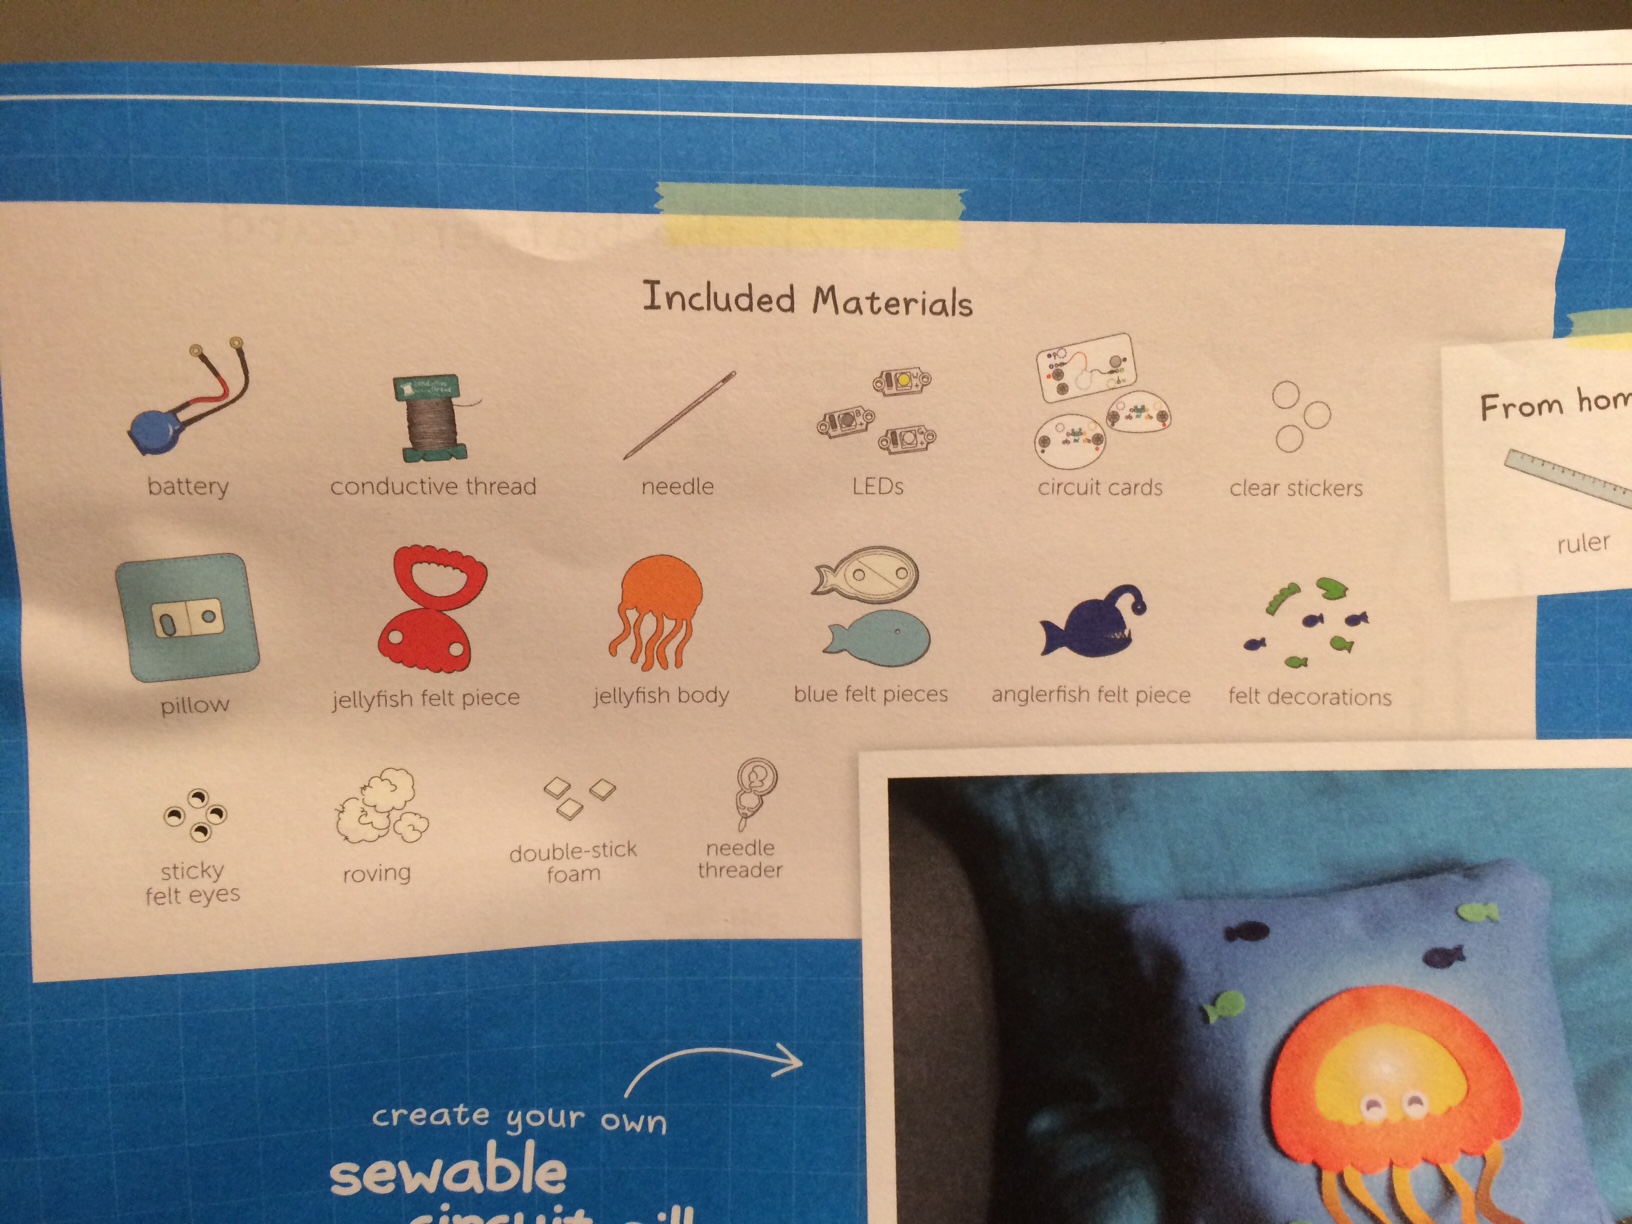 Included Materials
battery
conductive thread
needle
LEDs
circuit cards
clear stickers
From hom
ruler
pillow
jellyfish felt piece
jellyfish body
blue felt pieces
anglerfish felt piece
felt decorations
sticky
felt eyes
roving
double-stick
foam
needle
threader
create your own
sewable
circuit pill